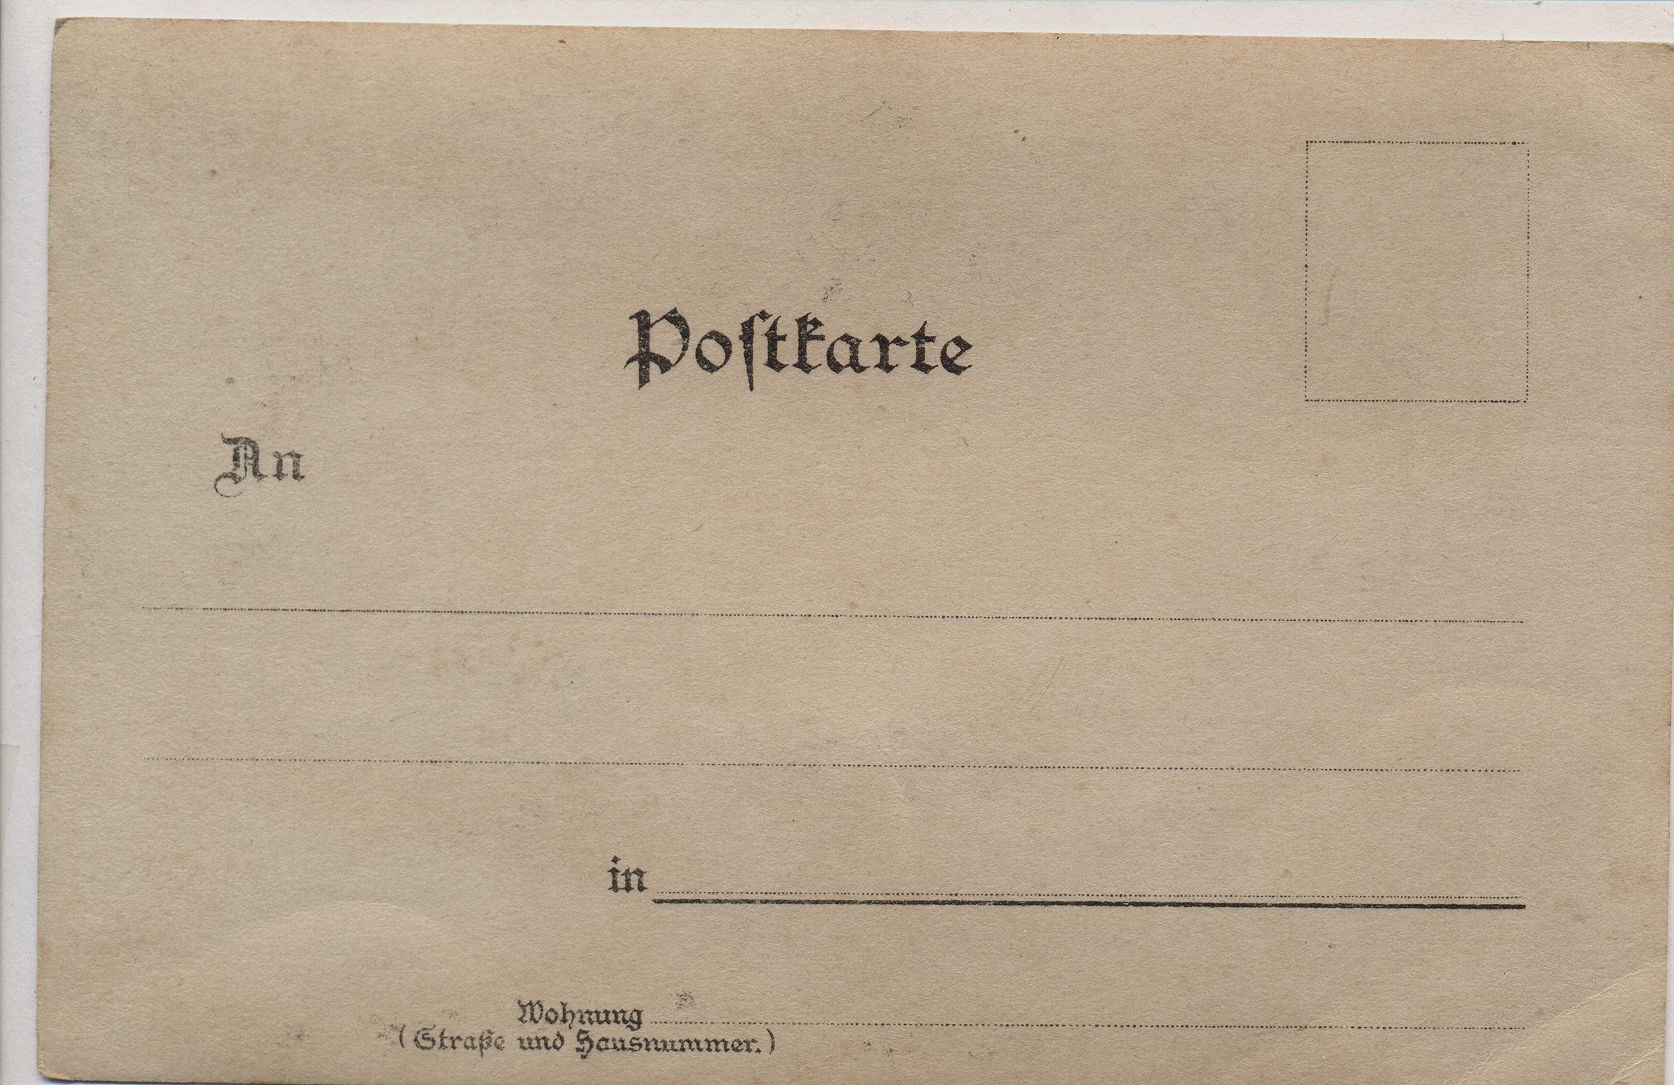 Poſtkarte
An
in
Wohnung
(Straße und Hausnummer.)